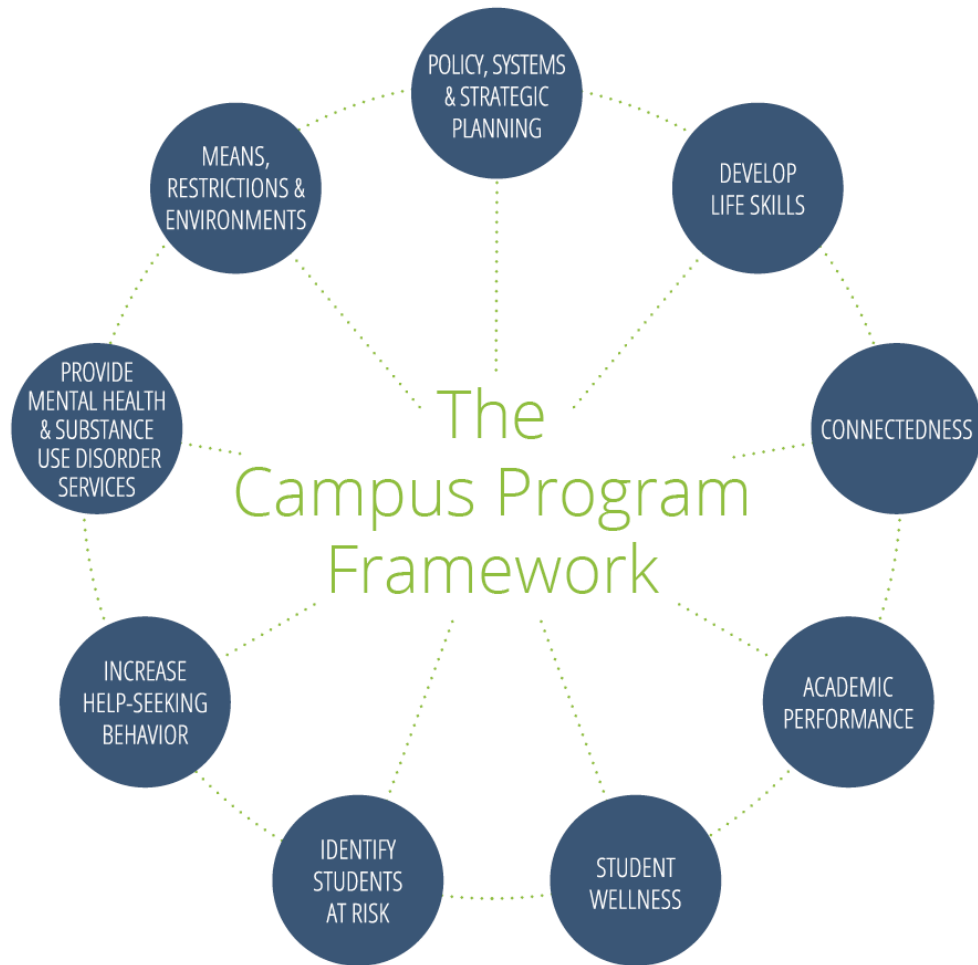 POLICY, SYSTEMS
& STRATEGIC
PLANNING
DEVELOP
LIFE SKILLS
CONNECTEDNESS
ACADEMIC
PERFORMANCE
STUDENT
WELLNESS
IDENTIFY
STUDENTS
AT RISK
INCREASE
HELP-SEEKING
BEHAVIOR
PROVIDE
MENTAL HEALTH
& SUBSTANCE
USE DISORDER
SERVICES
MEANS,
RESTRICTIONS &
ENVIRONMENTS
The
Campus Program
Framework